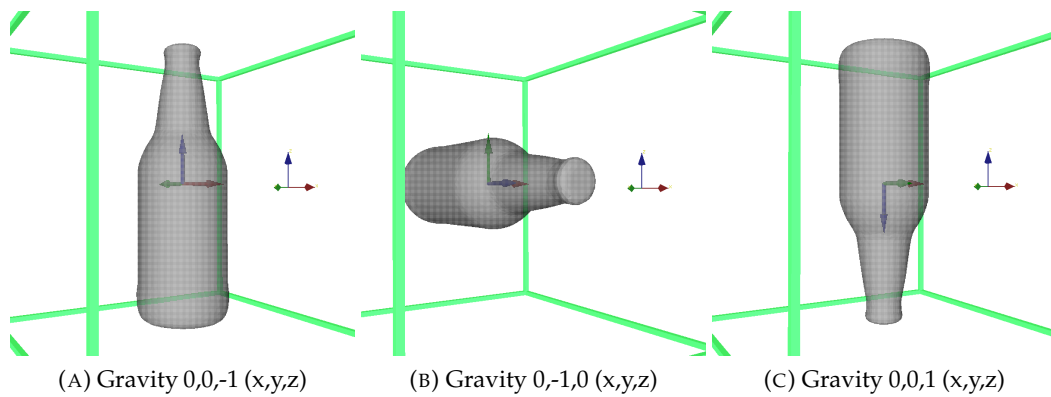 (A) Gravity 0,0,-1 (x,y,z)
(B) Gravity 0,-1,0 (x,y,z)
(C) Gravity 0,0,1 (x,y,z)